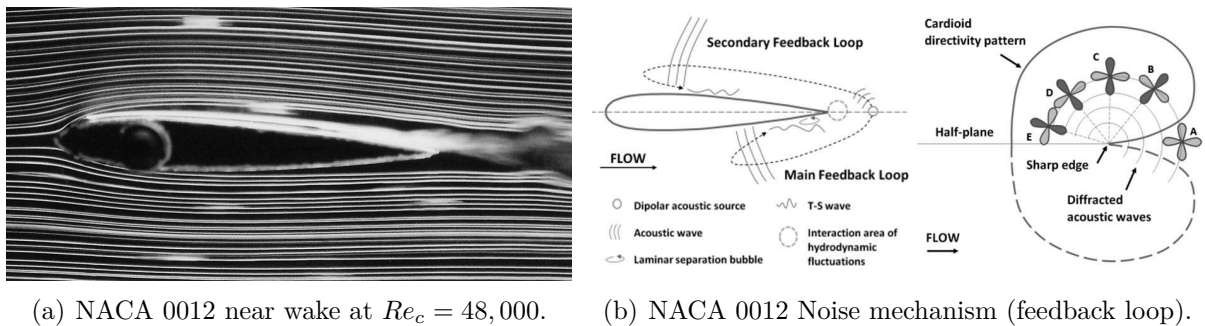 Secondary Feedback Loop
FLOW
Main Feedback Loop
Dipolar acoustic source
T-S wave
Acoustic wave
Interaction area of
hydrodynamic
fluctuations
Laminar separation bubble
Cardioid
directivity pattern
C
B
D
E
A
Half-plane
Sharp edge
Diffracted
acoustic waves
FLOW
(a) NACA 0012 near wake at Re_c = 48,000.
(b) NACA 0012 Noise mechanism (feedback loop).